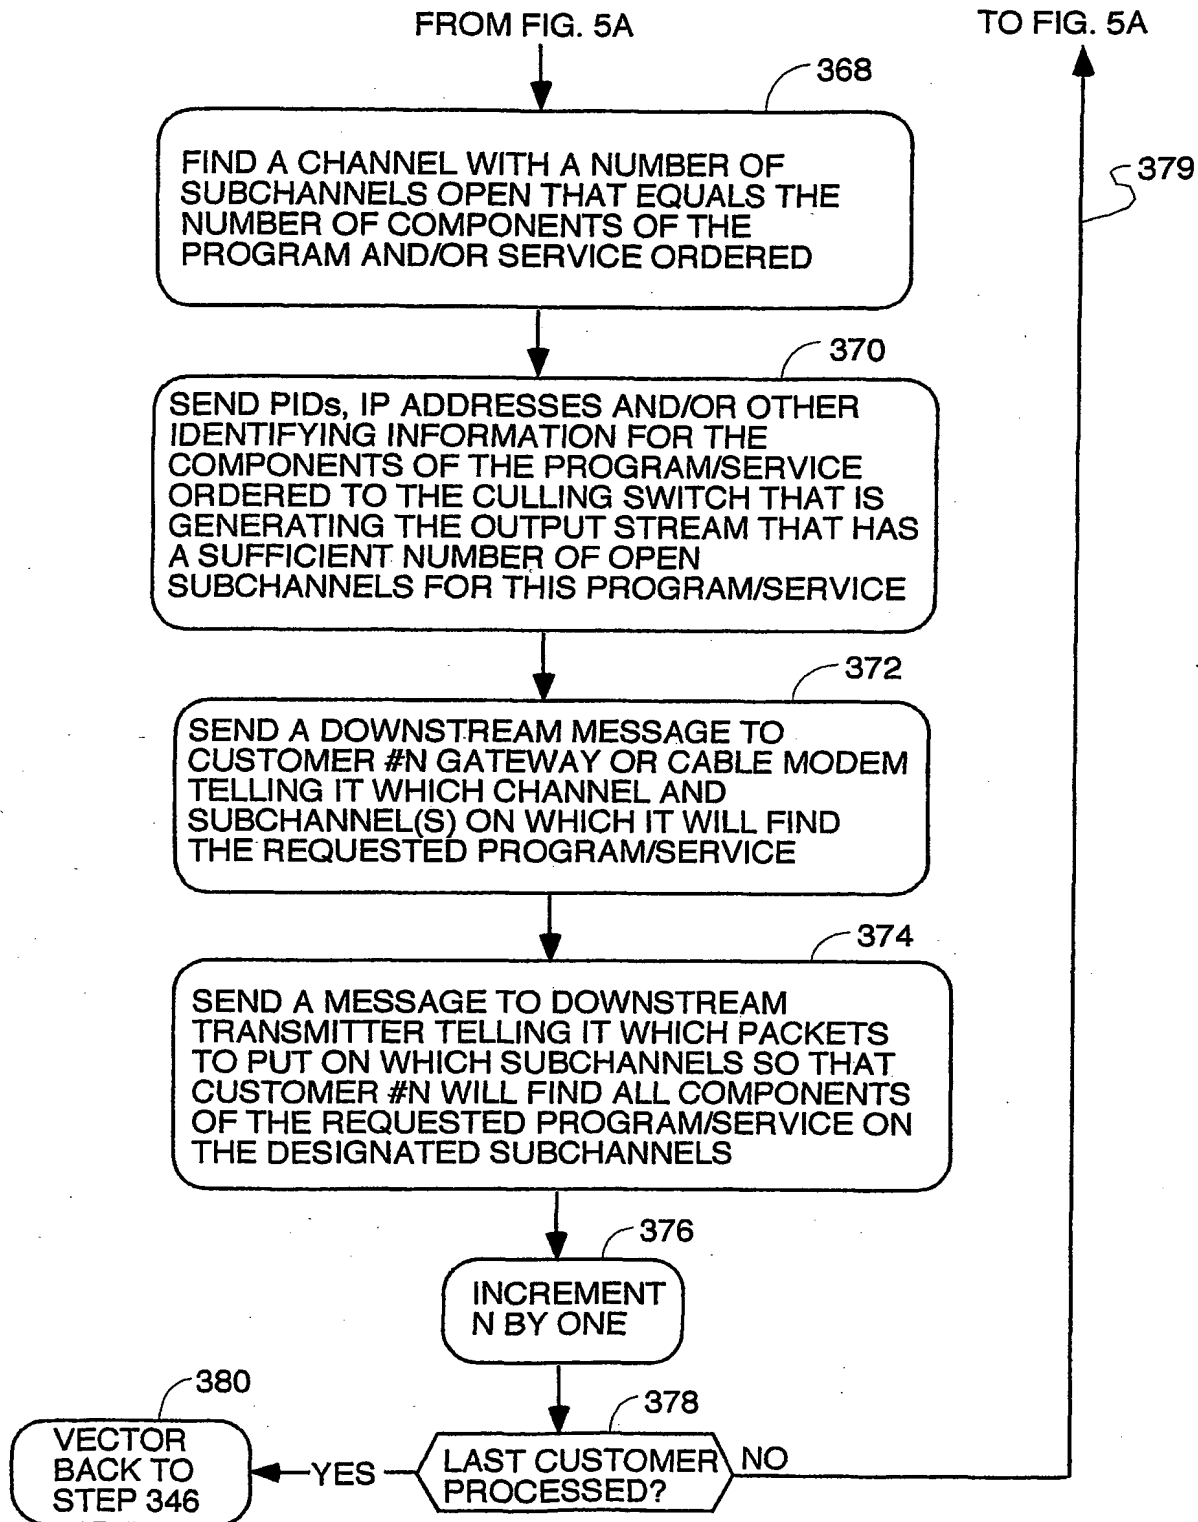 FROM FIG. 5A
TO FIG. 5A
368
FIND A CHANNEL WITH A NUMBER OF
SUBCHANNELS OPEN THAT EQUALS THE
NUMBER OF COMPONENTS OF THE
PROGRAM AND/OR SERVICE ORDERED
379
370
SEND PIDs, IP ADDRESSES AND/OR OTHER
IDENTIFYING INFORMATION FOR THE
COMPONENTS OF THE PROGRAM/SERVICE
ORDERED TO THE CULLING SWITCH THAT IS
GENERATING THE OUTPUT STREAM THAT HAS
A SUFFICIENT NUMBER OF OPEN
SUBCHANNELS FOR THIS PROGRAM/SERVICE
372
SEND A DOWNSTREAM MESSAGE TO
CUSTOMER #N GATEWAY OR CABLE MODEM
TELLING IT WHICH CHANNEL AND
SUBCHANNEL(S) ON WHICH IT WILL FIND
THE REQUESTED PROGRAM/SERVICE
374
SEND A MESSAGE TO DOWNSTREAM
TRANSMITTER TELLING IT WHICH PACKETS
TO PUT ON WHICH SUBCHANNELS SO THAT
CUSTOMER #N WILL FIND ALL COMPONENTS
OF THE REQUESTED PROGRAM/SERVICE ON
THE DESIGNATED SUBCHANNELS
376
INCREMENT
N BY ONE
380
VECTOR
BACK TO
STEP 346
YES
378
LAST CUSTOMER
PROCESSED?
NO